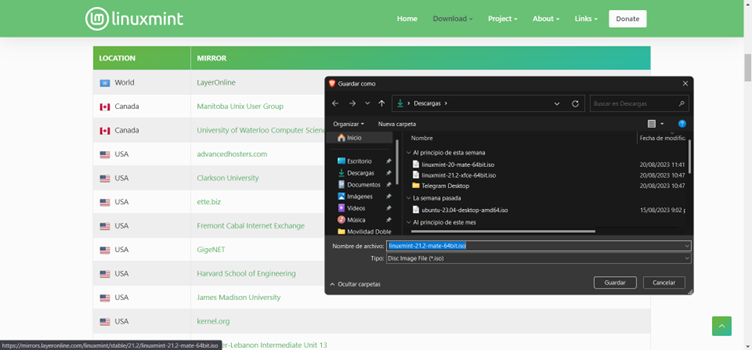 linuxmint
Home Download Project About Links Donate
LOCATION MIRROR
World LayerOnline
Canada Manitoba Unix User Group
Canada University of Waterloo Computer Scien
USA advancedhosters.com
USA Clarkson University
USA ette.biz
USA Fremont Cabal Internet Exchange
USA GigeNET
USA Harvard School of Engineering
USA James Madison University
USA kernel.org
er-Lebanon Intermediate Unit 13
https://mirrors.layeronline.com/linuxmint/stable/21.2/linuxmint-21.2-mate-64bit.iso
Guardar como
Descargas
Buscar en Descargas
Organizar Nueva carpeta
Inicio
Escritorio
Descargas
Documentos
Imágenes
Videos
Música
Movilidad Doble
Nombre Fecha de modific
Al principio de esta semana
linuxmint-20-mate-64bit.iso 20/08/2023 11:41
linuxmint-21.2-xfce-64bit.iso 20/08/2023 10:47
Telegram Desktop 20/08/2023 10:47
La semana pasada
ubuntu-23.04-desktop-amd64.iso 15/08/2023 9:02 p
Al principio de este mes
Nombre de archivo: linuxmint-21.2-mate-64bit.iso
Tipo: Disc Image File (*.iso)
Ocultar carpetas
Guardar Cancelar